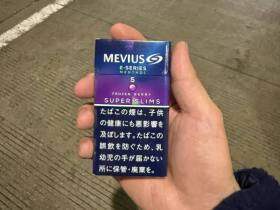 MEVIUS
E-SERIES
MENTHOL
5
FROZEN BERRY
SUPER SLIMS
たばこの煙は、子供
の健康にも悪影響を
及ぼします。たばこの
誤飲を防ぐため、乳
幼児の手が届かない
所に保管・廃棄を。